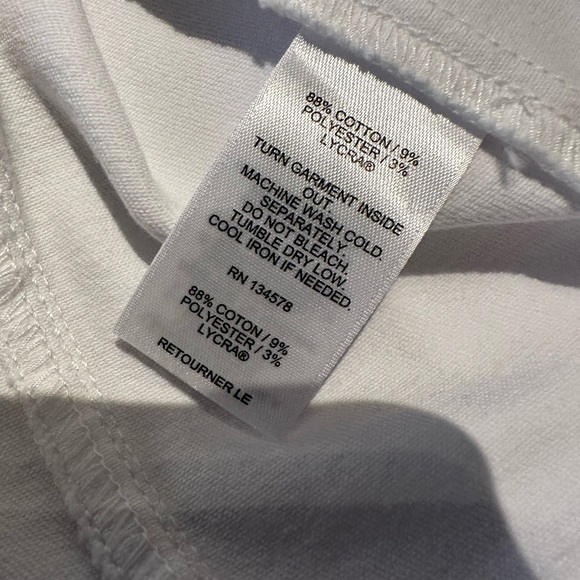 88% COTTON / 9%
POLYESTER / 3%
LYCRA®
TURN GARMENT INSIDE
OUT.
MACHINE WASH COLD.
SEPARATELY.
DO NOT BLEACH.
TUMBLE DRY LOW.
COOL IRON IF NEEDED.
RN 134578
88% COTON / 9%
POLYESTER / 3%
LYCRA®
RETOURNER LE